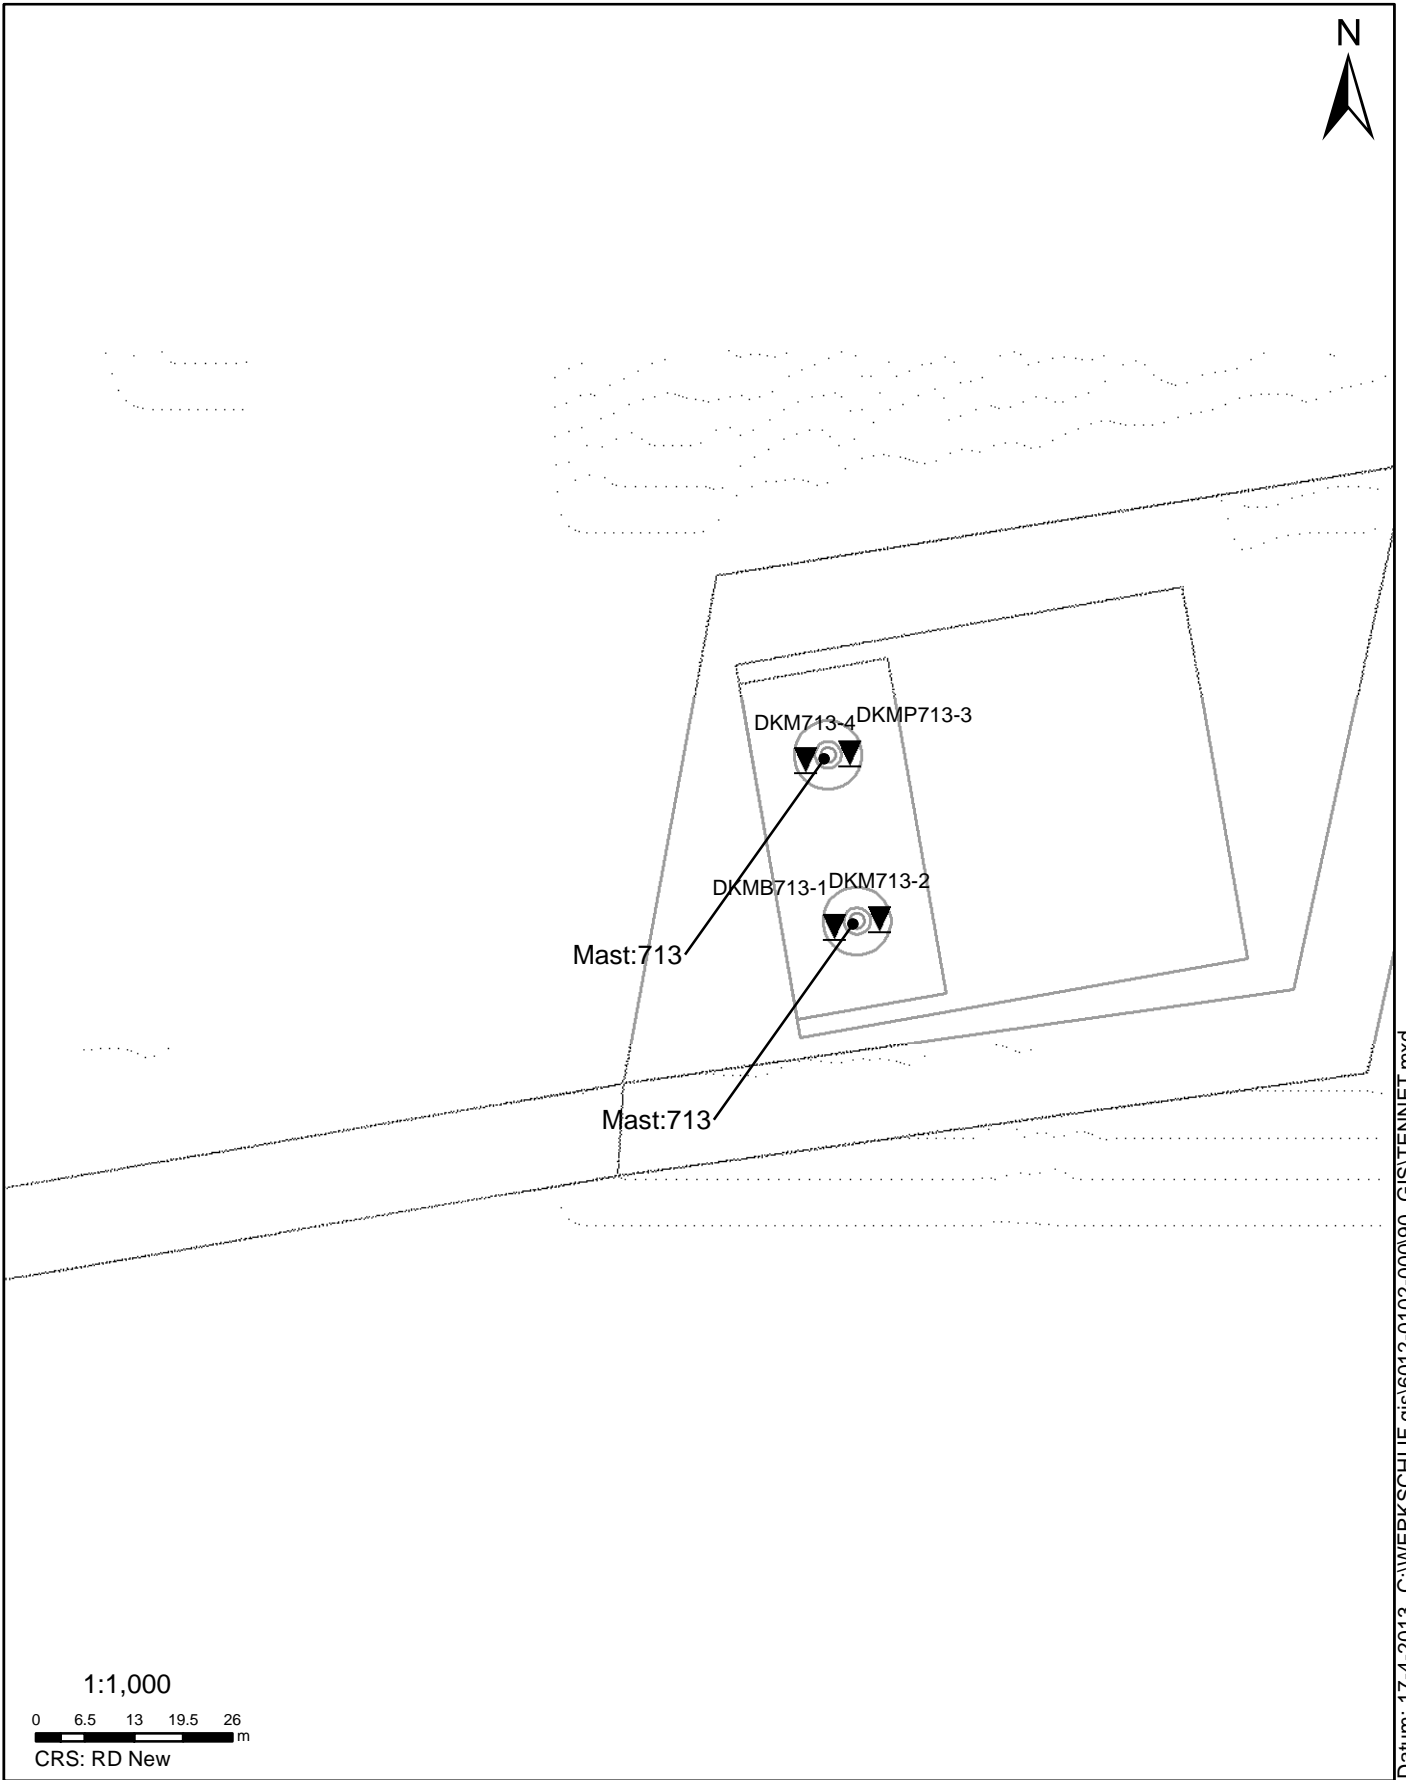 N
DKM713-4
DKMP713-3
DKMB713-1
DKM713-2
Mast:713
Mast:713
1:1,000
0 6.5 13 19.5 26
m
CRS: RD New
Datum: 17-4-2013 C:\WERKSCHIJF gis\6012-0102-000\90_GIS\TENNET.mxd